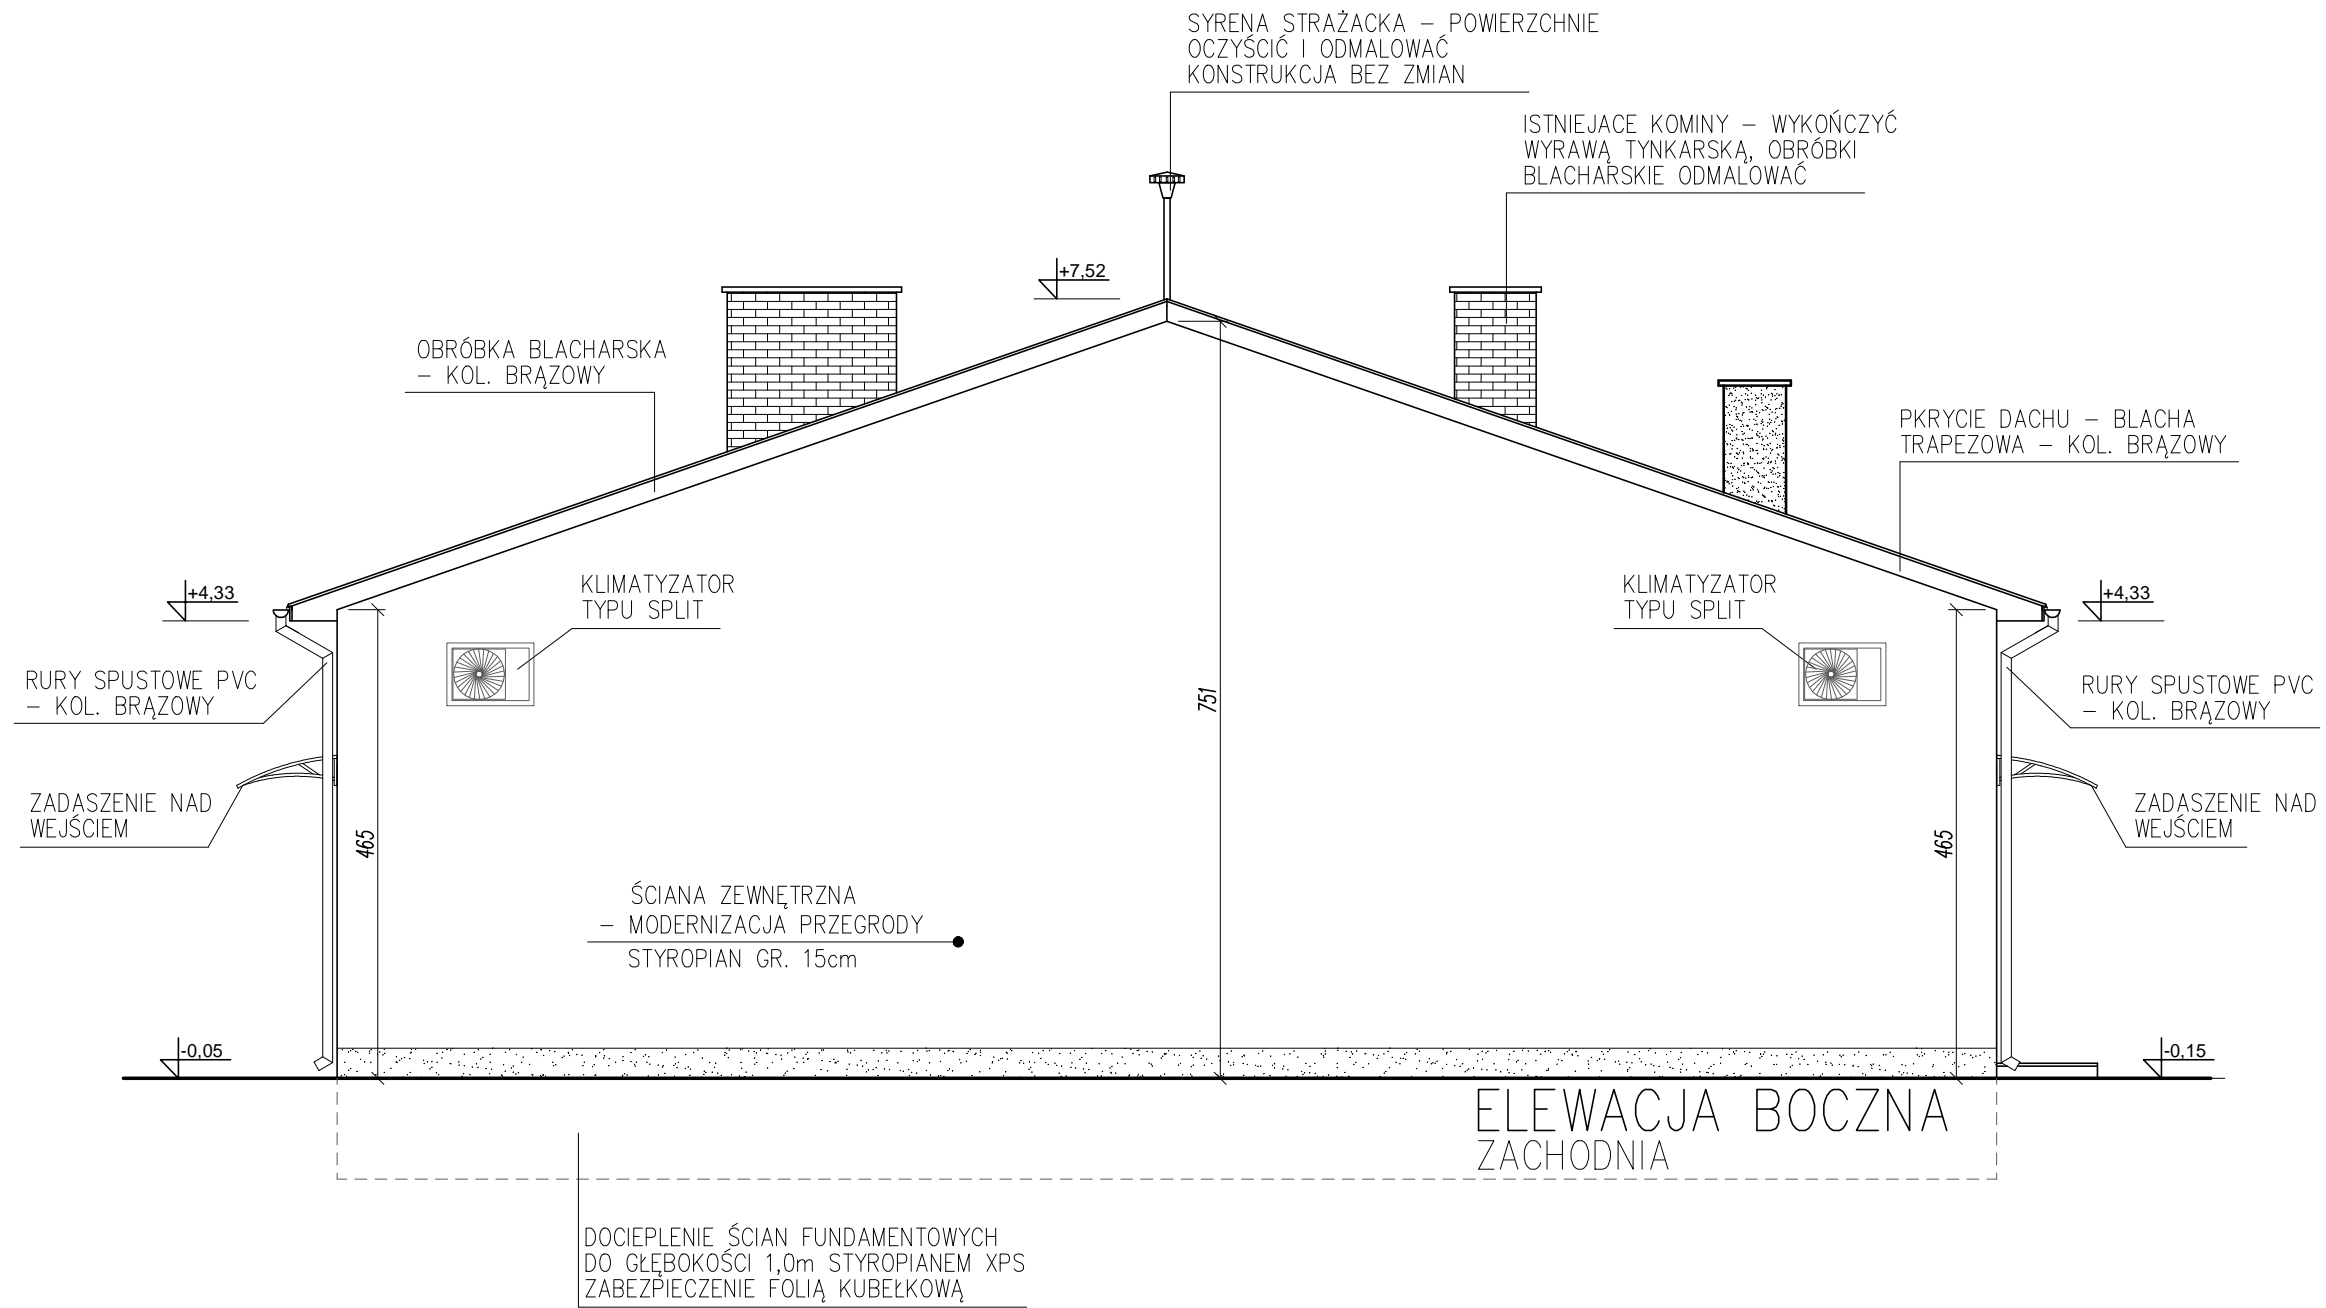 SYRENA STRAŻACKA – POWIERZCHNIE
OCZYŚCIĆ I ODMALOWAĆ
KONSTRUKCJA BEZ ZMIAN
ISTNIEJACE KOMINY – WYKOŃCZYĆ
WYRAWĄ TYNKARSKĄ, OBRÓBKI
BLACHARSKIE ODMALOWAĆ
+7,52
OBRÓBKA BLACHARSKA
– KOL. BRĄZOWY
PKRYCIE DACHU – BLACHA
TRAPEZOWA – KOL. BRĄZOWY
+4,33
KLIMATYZATOR
TYPU SPLIT
KLIMATYZATOR
TYPU SPLIT
+4,33
RURY SPUSTOWE PVC
– KOL. BRĄZOWY
751
RURY SPUSTOWE PVC
– KOL. BRĄZOWY
ZADASZENIE NAD
WEJŚCIEM
465
465
ZADASZENIE NAD
WEJŚCIEM
ŚCIANA ZEWNĘTRZNA
– MODERNIZACJA PRZEGRODY
STYROPIAN GR. 15cm
-0,05
-0,15
ELEWACJA BOCZNA
ZACHODNIA
DOCIEPLENIE ŚCIAN FUNDAMENTOWYCH
DO GŁĘBOKOŚCI 1,0m STYROPIANEM XPS
ZABEZPIECZENIE FOLIĄ KUBEŁKOWĄ